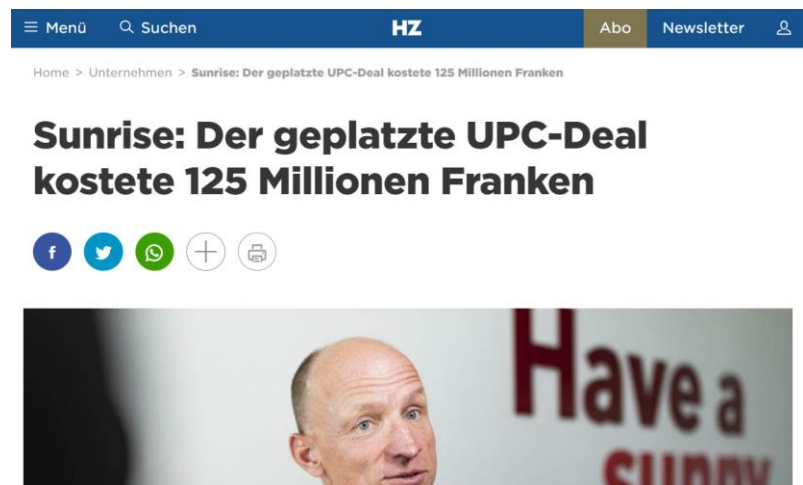 Menü Suchen HZ Abo Newsletter
Home > Unternehmen > Sunrise: Der geplatzte UPC-Deal kostete 125 Millionen Franken
Sunrise: Der geplatzte UPC-Deal
kostete 125 Millionen Franken
f
Have a
sunny